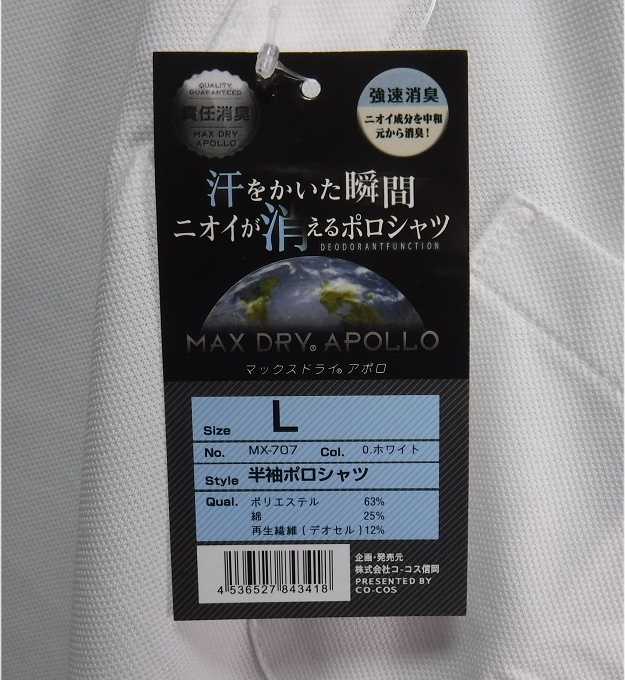 QUALITY
GUARANTEED
責任消臭
MAX DRY
APOLLO
強速消臭
ニオイ成分を中和
元から消臭！
汗をかいた瞬間
ニオイが消えるポロシャツ
DEODORANTFUNCTION
MAX DRY® APOLLO
マックスドライ® アポロ
Size L
No. MX-707 Col. 0.ホワイト
Style 半袖ポロシャツ
Qual. ポリエステル 63%
綿 25%
再生繊維(デオセル)12%
4 536527 843418
企画・発売元
株式会社コーコス信岡
PRESENTED BY
CO-COS